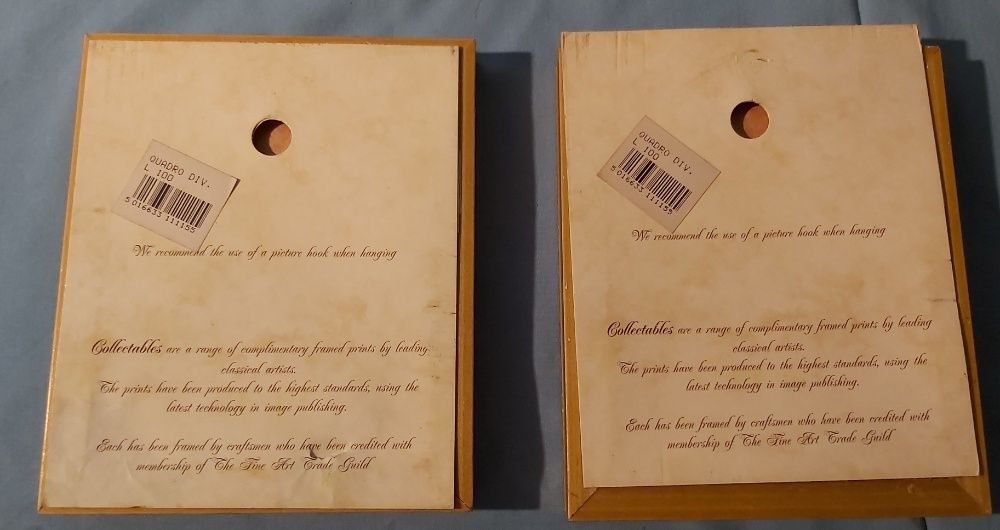 QUADRO DIV.
L 100
5 016633 111155
We recommend the use of a picture hook when hanging
Collectables are a range of complimentary framed prints by leading
classical artists.
The prints have been produced to the highest standards, using the
latest technology in image publishing.
Each has been framed by craftsmen who have been credited with
membership of The Fine Art Trade Guild
QUADRO DIV.
L 100
5 016633 111155
We recommend the use of a picture hook when hanging
Collectables are a range of complimentary framed prints by leading
classical artists.
The prints have been produced to the highest standards, using the
latest technology in image publishing.
Each has been framed by craftsmen who have been credited with
membership of The Fine Art Trade Guild